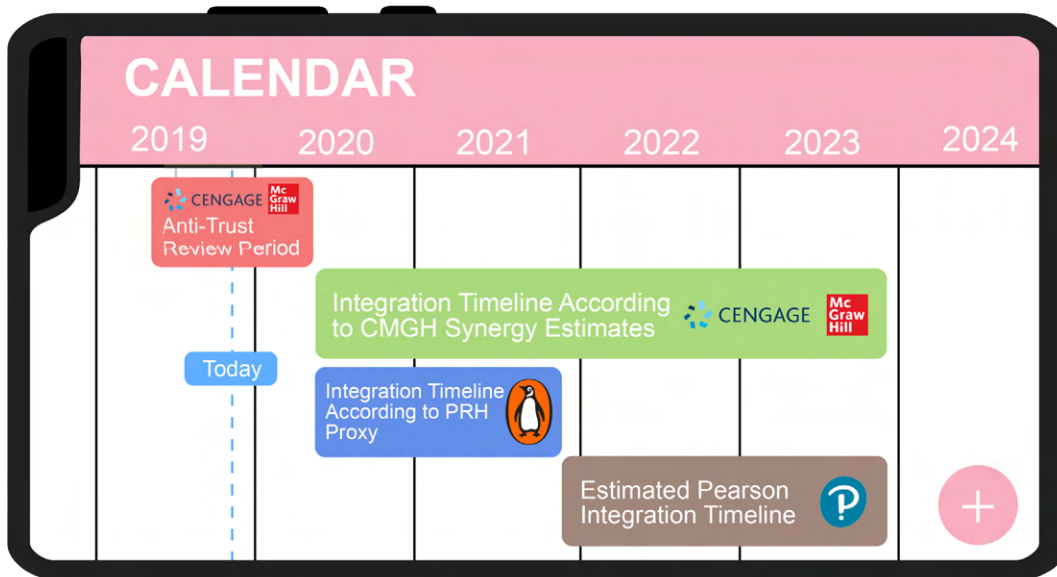 CALENDAR
2019 2020 2021 2022 2023 2024
CENGAGE Mc Graw Hill
Anti-Trust
Review Period
Integration Timeline According
to CMGH Synergy Estimates
CENGAGE Mc Graw Hill
Today
Integration Timeline
According to PRH
Proxy
Estimated Pearson
Integration Timeline
P
+